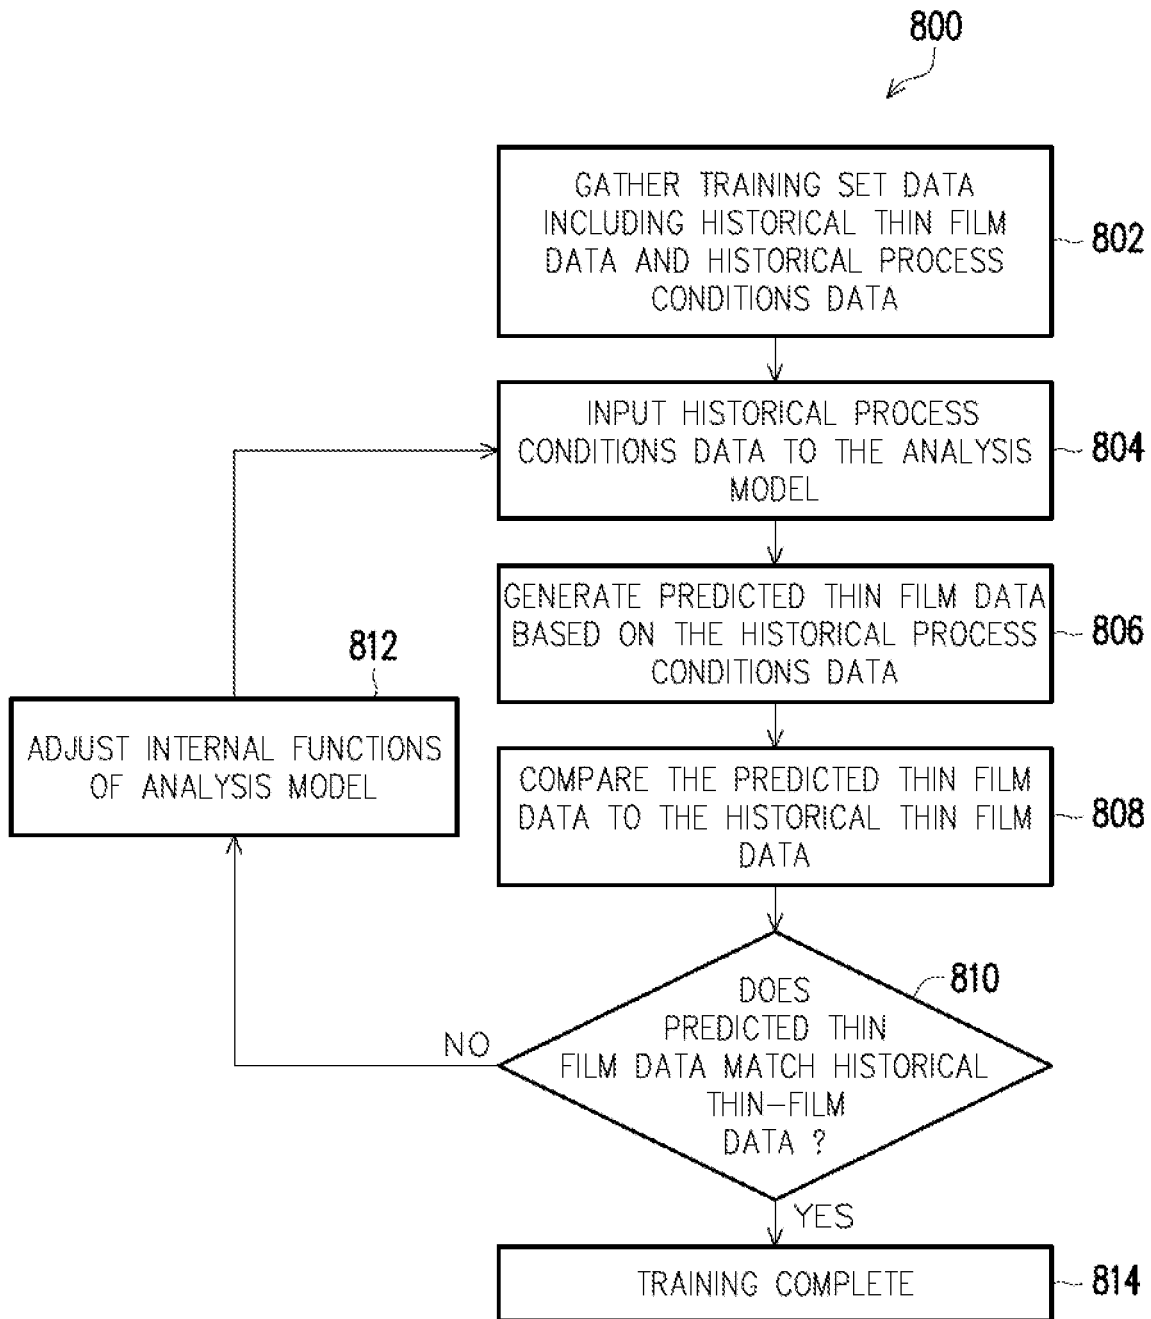 800
GATHER TRAINING SET DATA
INCLUDING HISTORICAL THIN FILM
DATA AND HISTORICAL PROCESS
CONDITIONS DATA
802
INPUT HISTORICAL PROCESS
CONDITIONS DATA TO THE ANALYSIS
MODEL
804
GENERATE PREDICTED THIN FILM DATA
BASED ON THE HISTORICAL PROCESS
CONDITIONS DATA
806
812
ADJUST INTERNAL FUNCTIONS
OF ANALYSIS MODEL
COMPARE THE PREDICTED THIN FILM
DATA TO THE HISTORICAL THIN FILM
DATA
808
810
DOES
PREDICTED THIN
FILM DATA MATCH HISTORICAL
THIN-FILM
DATA ?
NO
YES
TRAINING COMPLETE
814